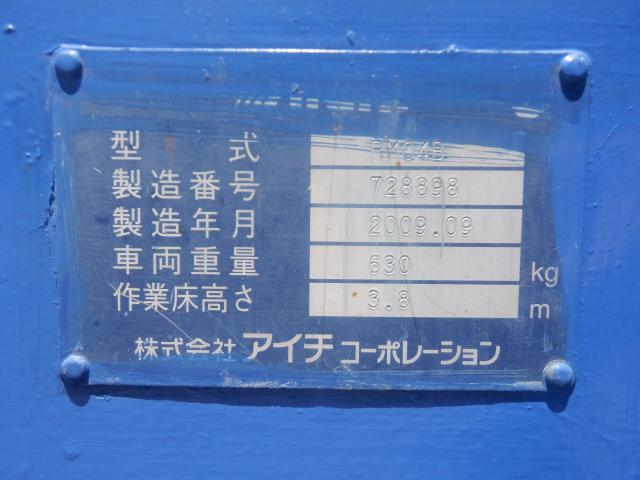 型 式 RM04B
製造番号 728898
製造年月 2009.09
車両重量 630 kg
作業床高さ 3.8 m
株式会社 アイチ コーポレーション